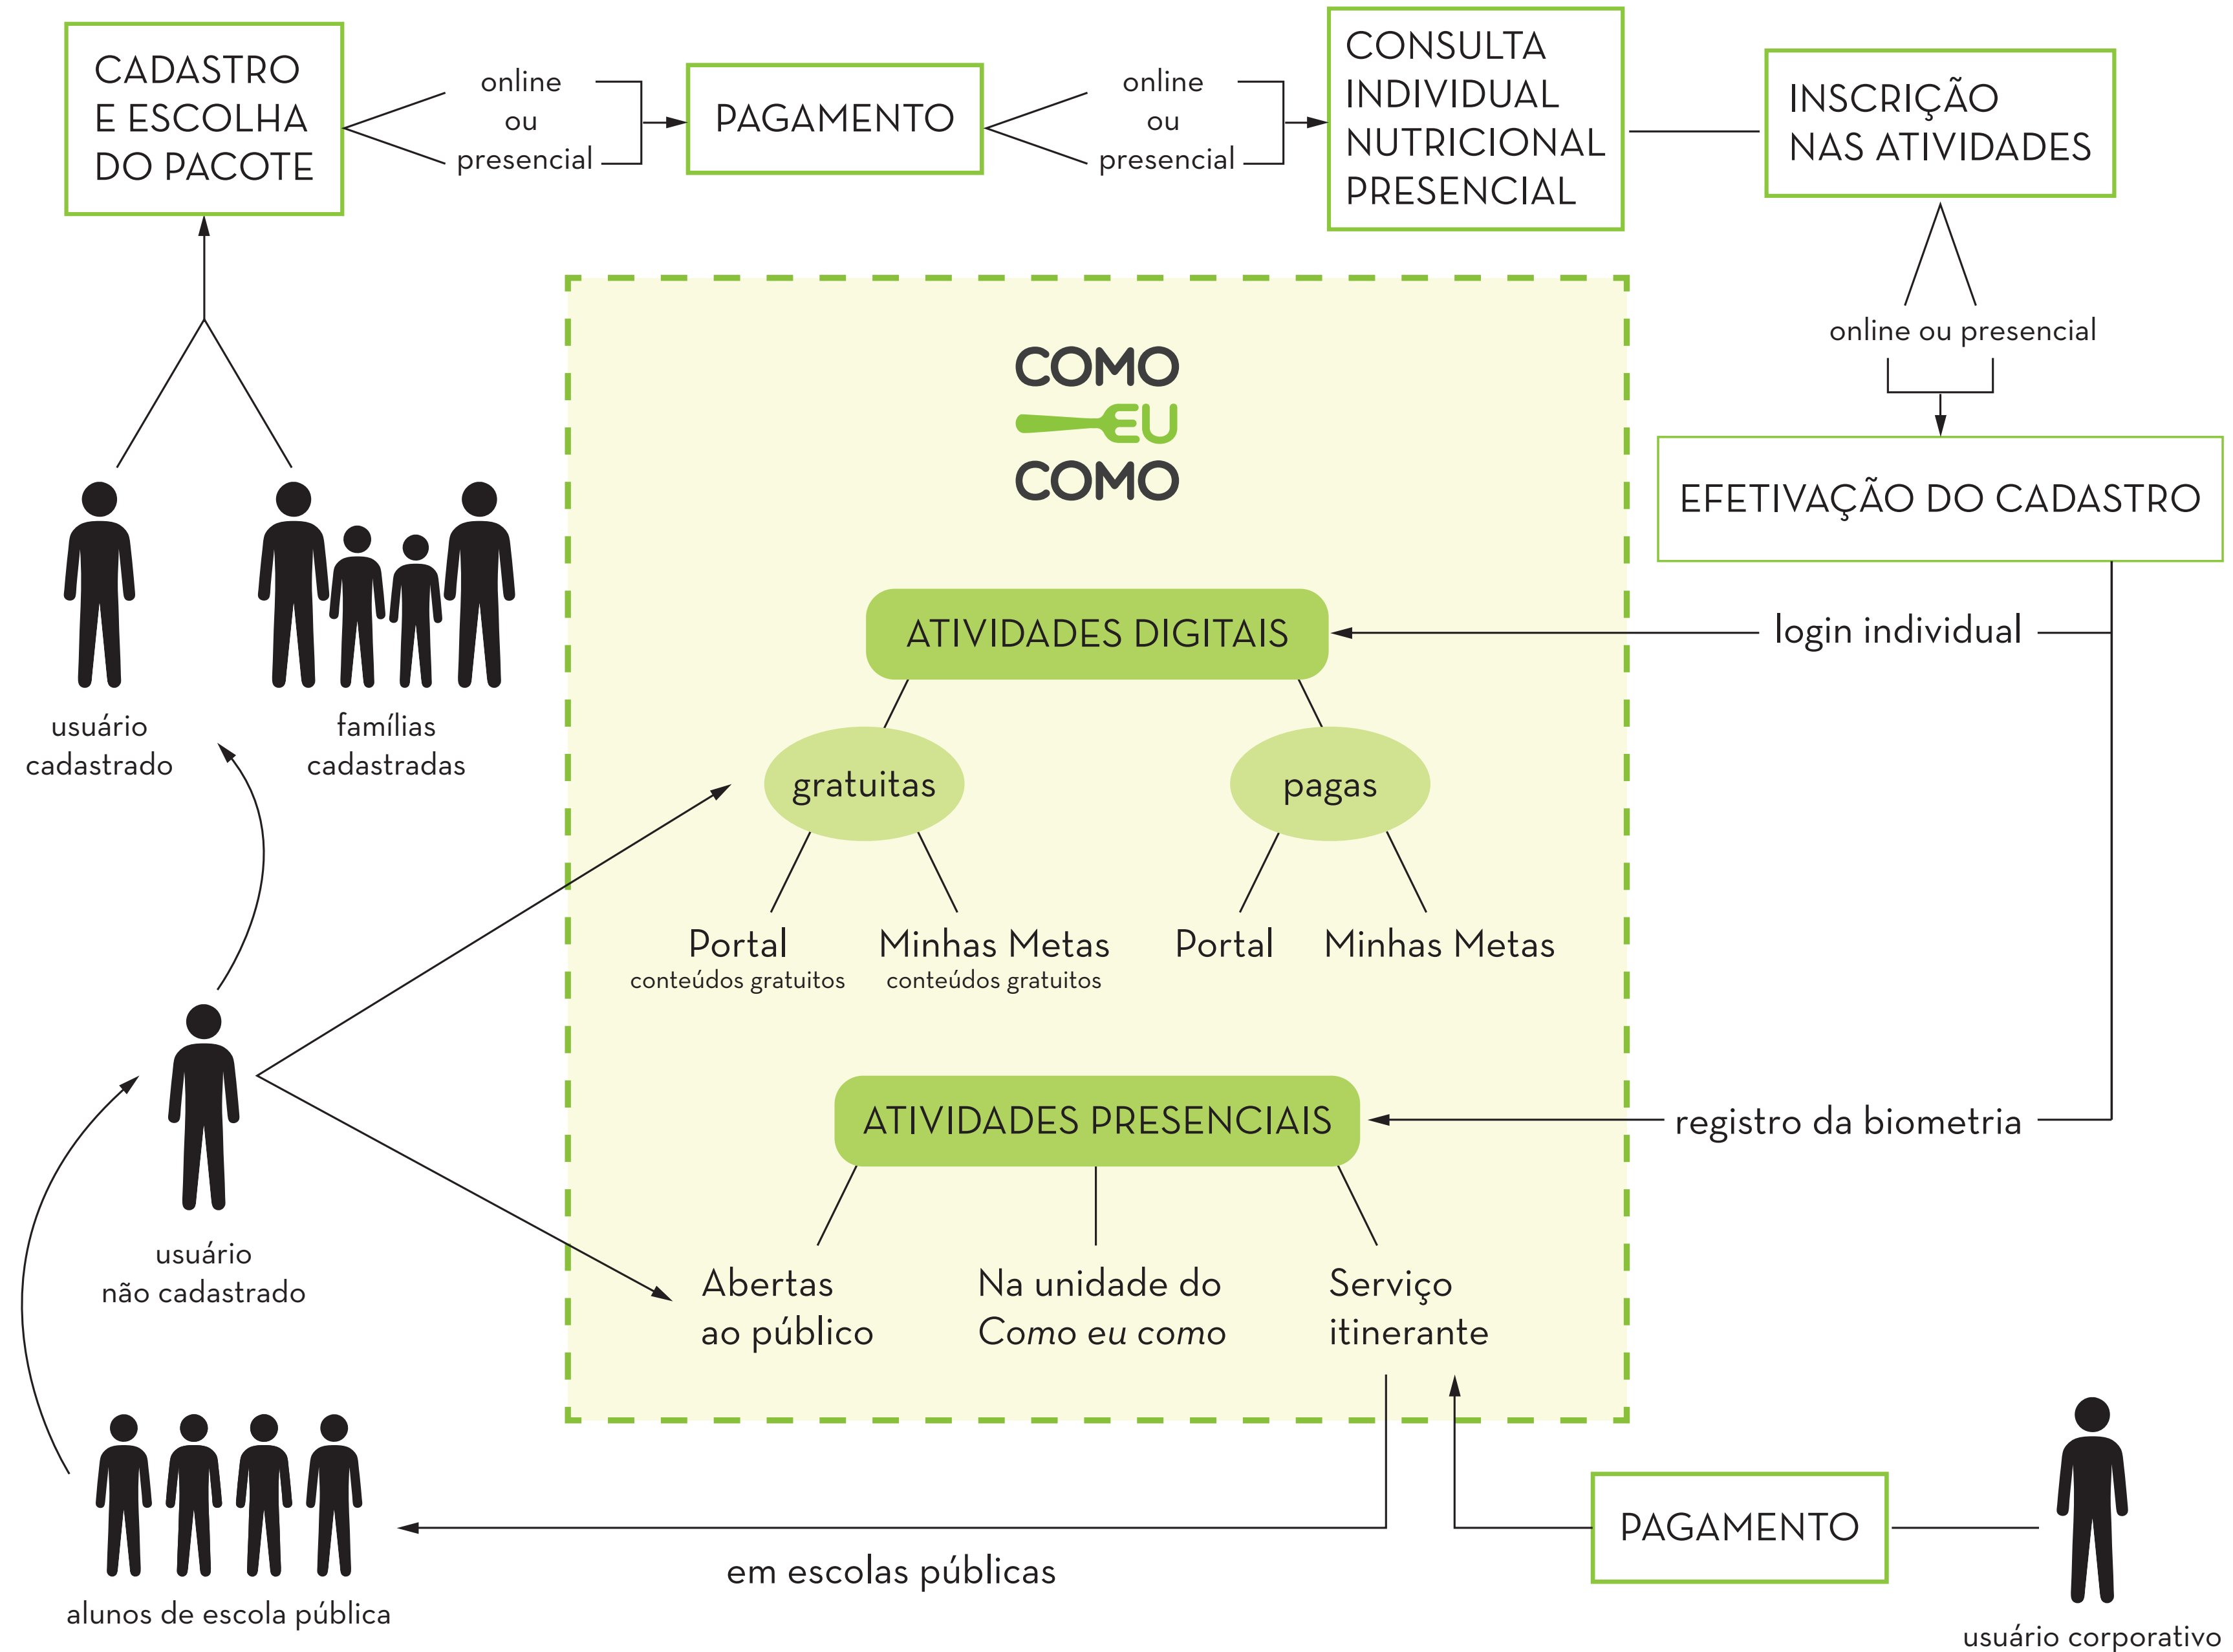 CADASTRO
E ESCOLHA
DO PACOTE
online
ou
presencial
PAGAMENTO
online
ou
presencial
CONSULTA
INDIVIDUAL
NUTRICIONAL
PRESENCIAL
INSCRIÇÃO
NAS ATIVIDADES
online ou presencial
EFETIVAÇÃO DO CADASTRO
login individual
registro da biometria
usuário
cadastrado
famílias
cadastradas
COMO
EU
COMO
ATIVIDADES DIGITAIS
gratuitas
pagas
Portal
conteúdos gratuitos
Minhas Metas
conteúdos gratuitos
Portal
Minhas Metas
ATIVIDADES PRESENCIAIS
Abertas
ao público
Na unidade do
Como eu como
Serviço
itinerante
usuário
não cadastrado
alunos de escola pública
em escolas públicas
PAGAMENTO
usuário corporativo